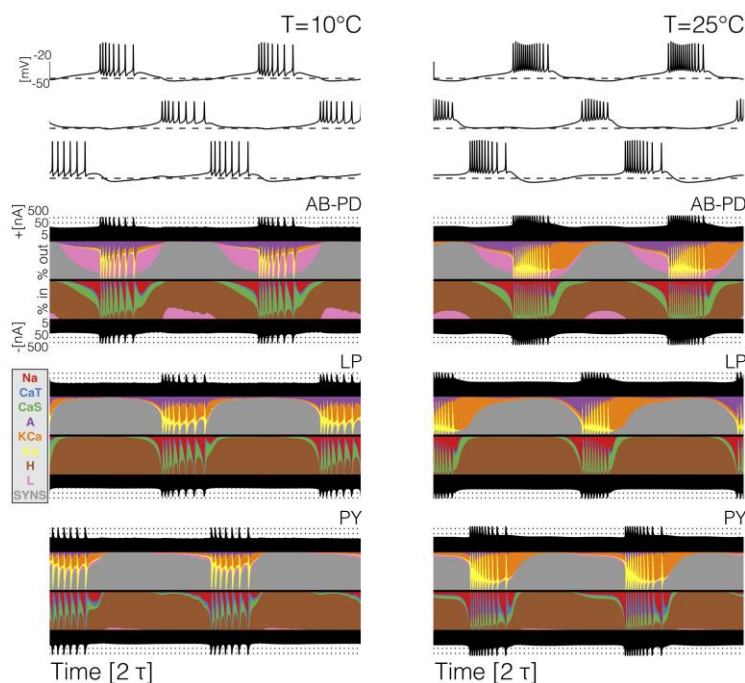 T=10°C
T=25°C
[mV]
-20
-50
AB-PD
AB-PD
+[nA]
500
50
5
% out
% in
5
50
500
-[nA]
LP
LP
Na
CaT
CaS
A
KCa
Kd
H
L
SYNS
PY
PY
Time [2 τ]
Time [2 τ]